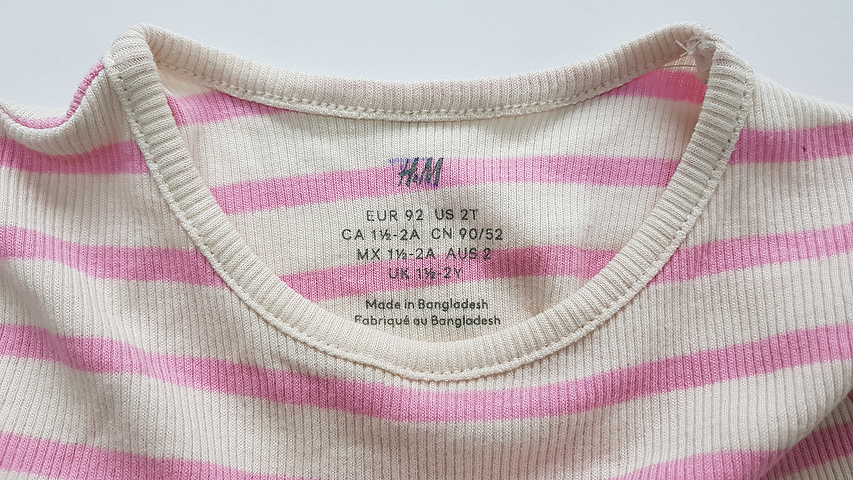 H&M
EUR 92 US 2T
CA 1½-2A CN 90/52
MX 1½-2A AUS 2
UK 1½-2Y
Made in Bangladesh
Fabriqué au Bangladesh